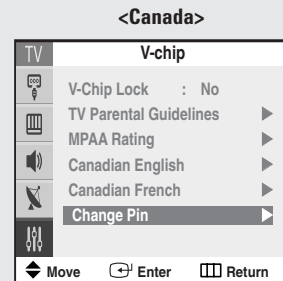 <Canada>
TV
V-chip
V-Chip Lock : No
TV Parental Guidelines
MPAA Rating
Canadian English
Canadian French
Change Pin
Move Enter Return